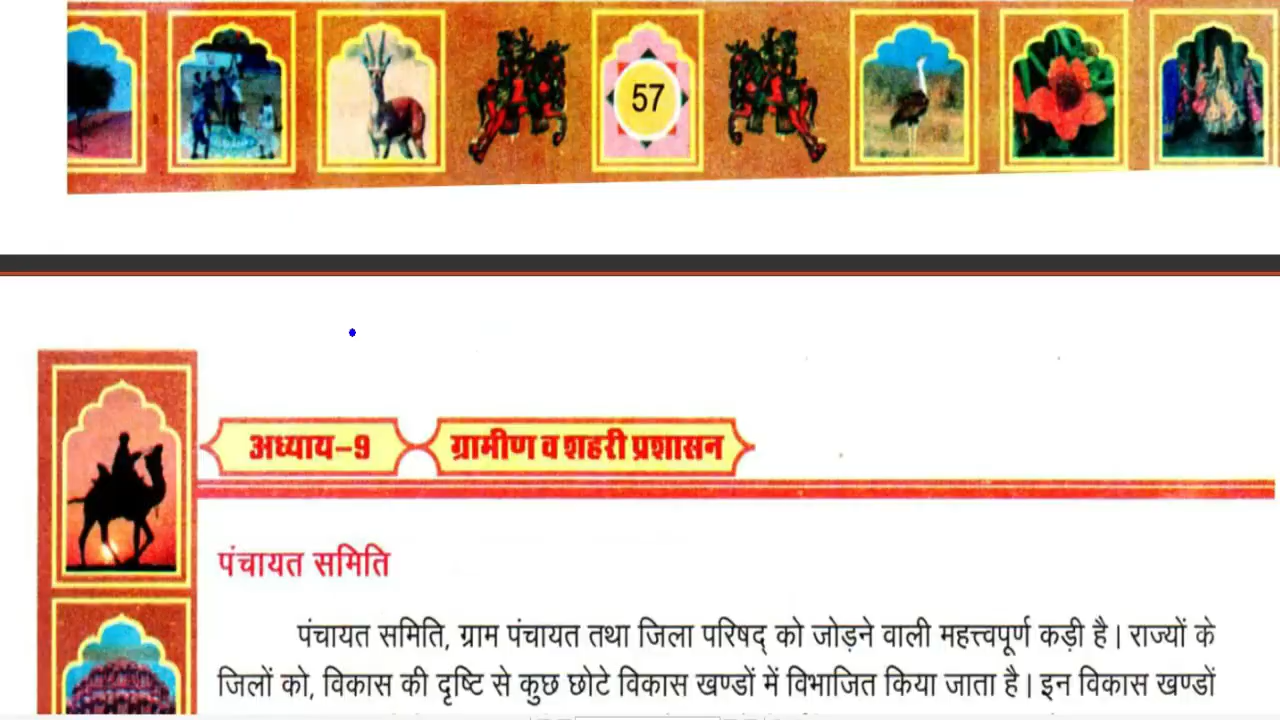 57
अध्याय–9
ग्रामीण व शहरी प्रशासन
पंचायत समिति
पंचायत समिति, ग्राम पंचायत तथा जिला परिषद् को जोड़ने वाली महत्त्वपूर्ण कड़ी है। राज्यों के
जिलों को, विकास की दृष्टि से कुछ छोटे विकास खण्डों में विभाजित किया जाता है। इन विकास खण्डों